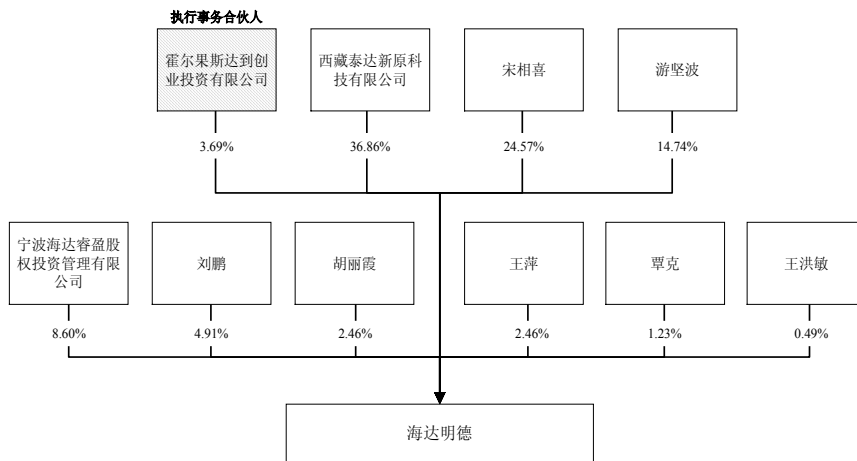 执行事务合伙人
霍尔果斯达到创
业投资有限公司
西藏泰达新原科
技有限公司
宋相喜
游坚波
3.69%
36.86%
24.57%
14.74%
宁波海达睿盈股
权投资管理有限
公司
刘鹏
胡丽霞
王萍
覃克
王洪敏
8.60%
4.91%
2.46%
2.46%
1.23%
0.49%
海达明德